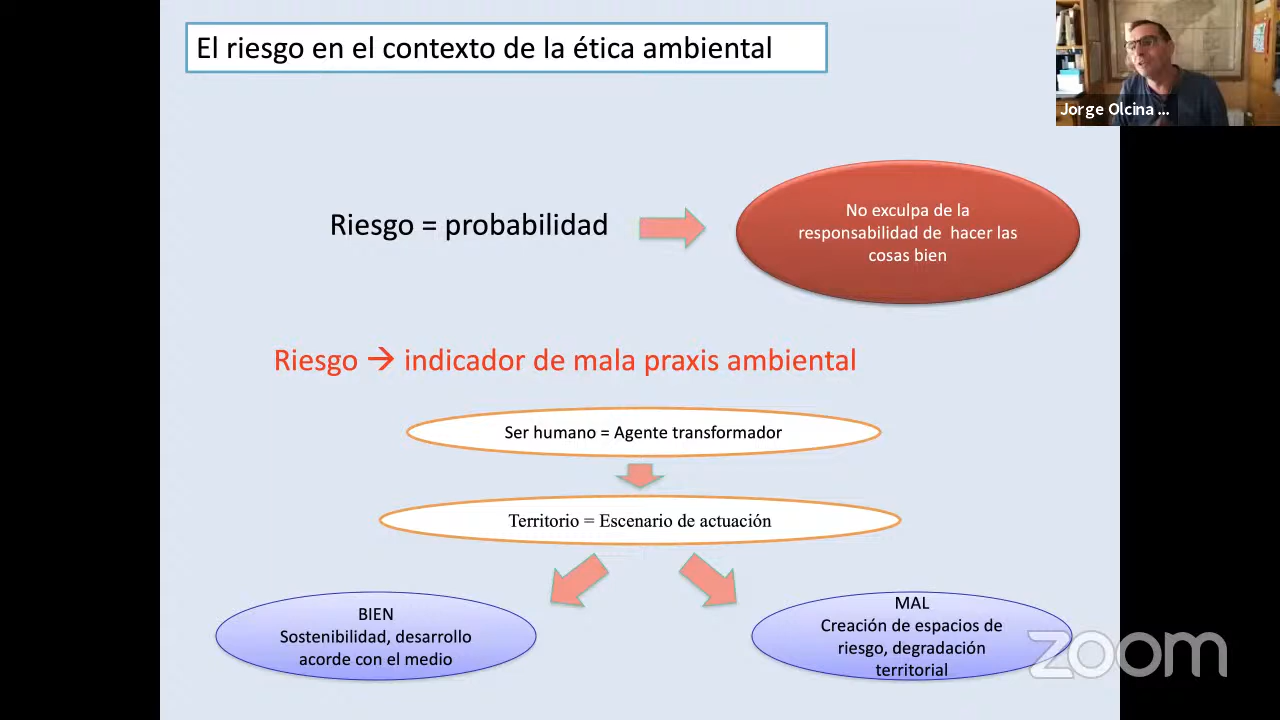 El riesgo en el contexto de la ética ambiental
Jorge Olcina ...
Riesgo = probabilidad
No exculpa de la
responsabilidad de hacer las
cosas bien
Riesgo → indicador de mala praxis ambiental
Ser humano = Agente transformador
Territorio = Escenario de actuación
BIEN
Sostenibilidad, desarrollo
acorde con el medio
MAL
Creación de espacios de
riesgo, degradación
territorial
zoom